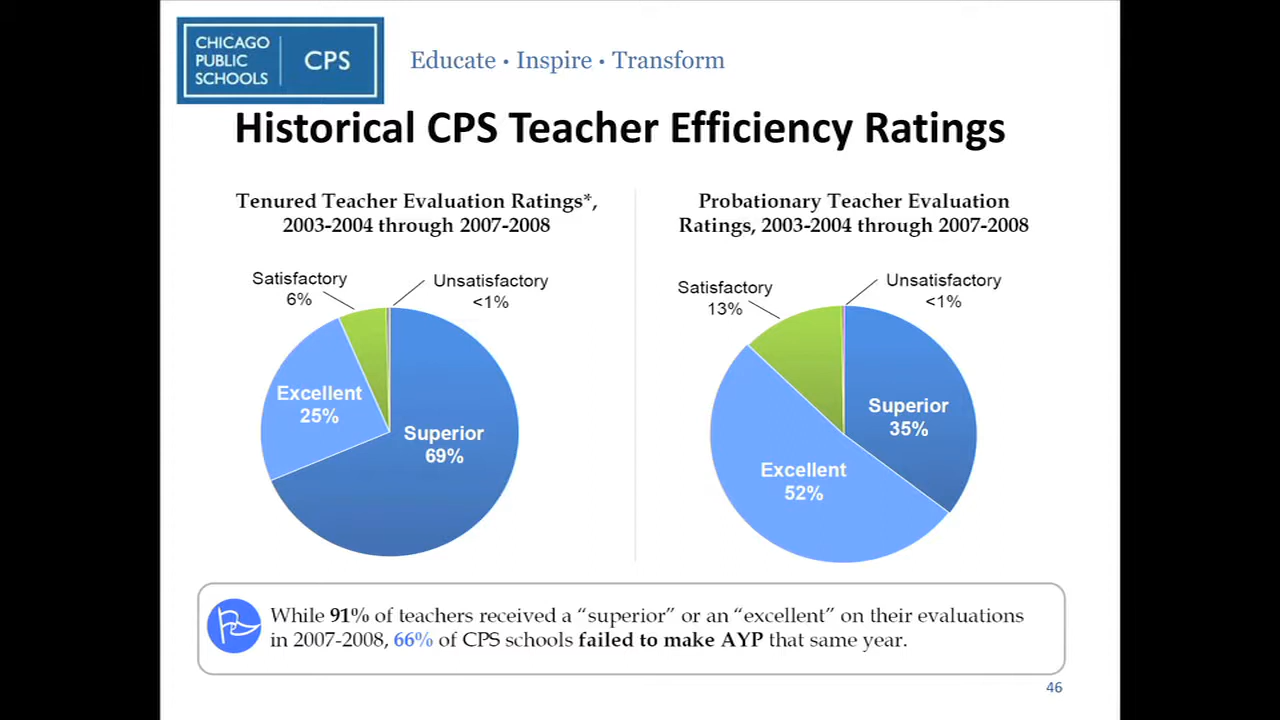 CHICAGO
PUBLIC
SCHOOLS
CPS
Educate • Inspire • Transform
Historical CPS Teacher Efficiency Ratings
Tenured Teacher Evaluation Ratings*,
2003-2004 through 2007-2008
Satisfactory
6%
Unsatisfactory
<1%
Excellent
25%
Superior
69%
Probationary Teacher Evaluation
Ratings, 2003-2004 through 2007-2008
Satisfactory
13%
Unsatisfactory
<1%
Superior
35%
Excellent
52%
While 91% of teachers received a “superior” or an “excellent” on their evaluations
in 2007-2008, 66% of CPS schools failed to make AYP that same year.
46